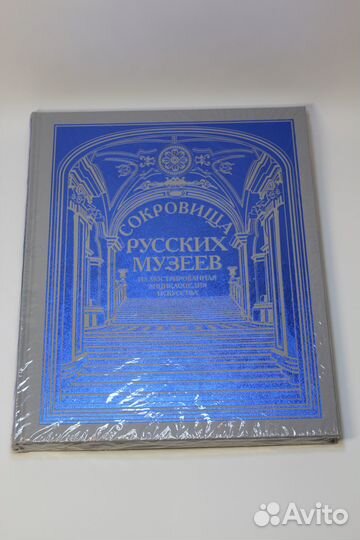 СОКРОВИЩА
РУССКИХ
МУЗЕЕВ
ИЛЛЮСТРИРОВАННАЯ
ЭНЦИКЛОПЕДИЯ
ИСКУССТВА
Avito